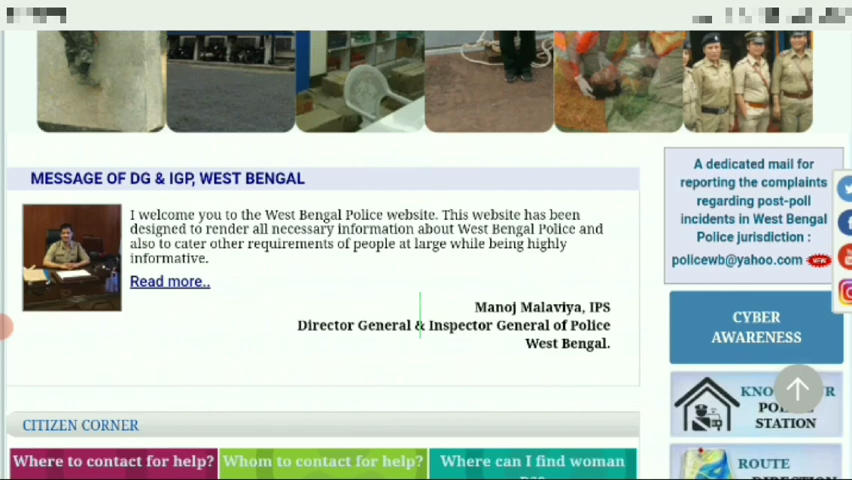 MESSAGE OF DG & IGP, WEST BENGAL
I welcome you to the West Bengal Police website. This website has been
designed to render all necessary information about West Bengal Police and
also to cater other requirements of people at large while being highly
informative.
Read more..
Manoj Malaviya, IPS
Director General & Inspector General of Police
West Bengal.
A dedicated mail for
reporting the complaints
regarding post-poll
incidents in West Bengal
Police jurisdiction :
policewb@yahoo.com NEW
CYBER
AWARENESS
STATION
ROUTE
CITIZEN CORNER
Where to contact for help?
Whom to contact for help?
Where can I find woman